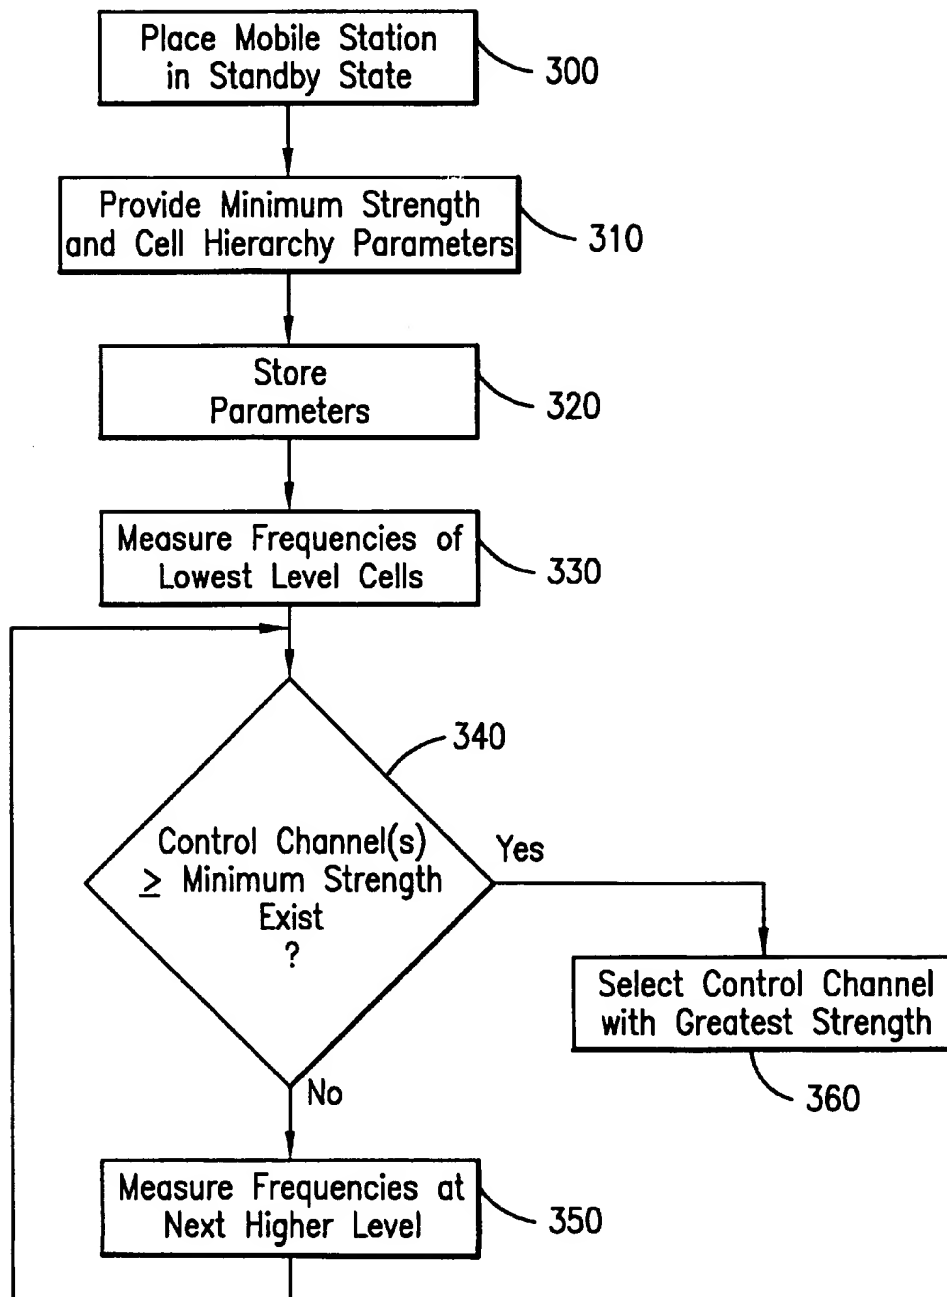 Place Mobile Station
in Standby State
300
Provide Minimum Strength
and Cell Hierarchy Parameters
310
Store
Parameters
320
Measure Frequencies of
Lowest Level Cells
330
340
Control Channel(s)
≥ Minimum Strength
Exist
?
Yes
Select Control Channel
with Greatest Strength
360
No
Measure Frequencies at
Next Higher Level
350